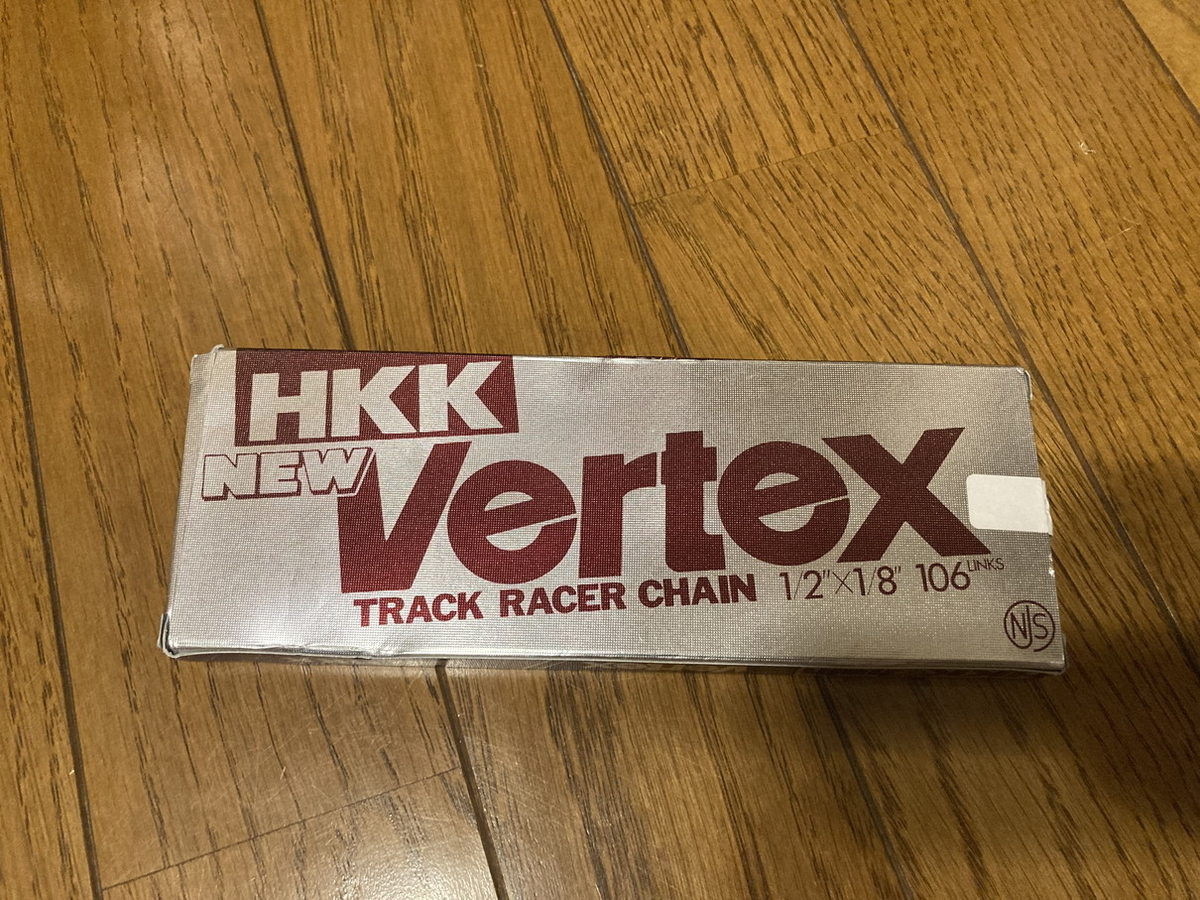 HKK
NEW Vertex
TRACK RACER CHAIN 1/2"×1/8" 106 LINKS
NJS